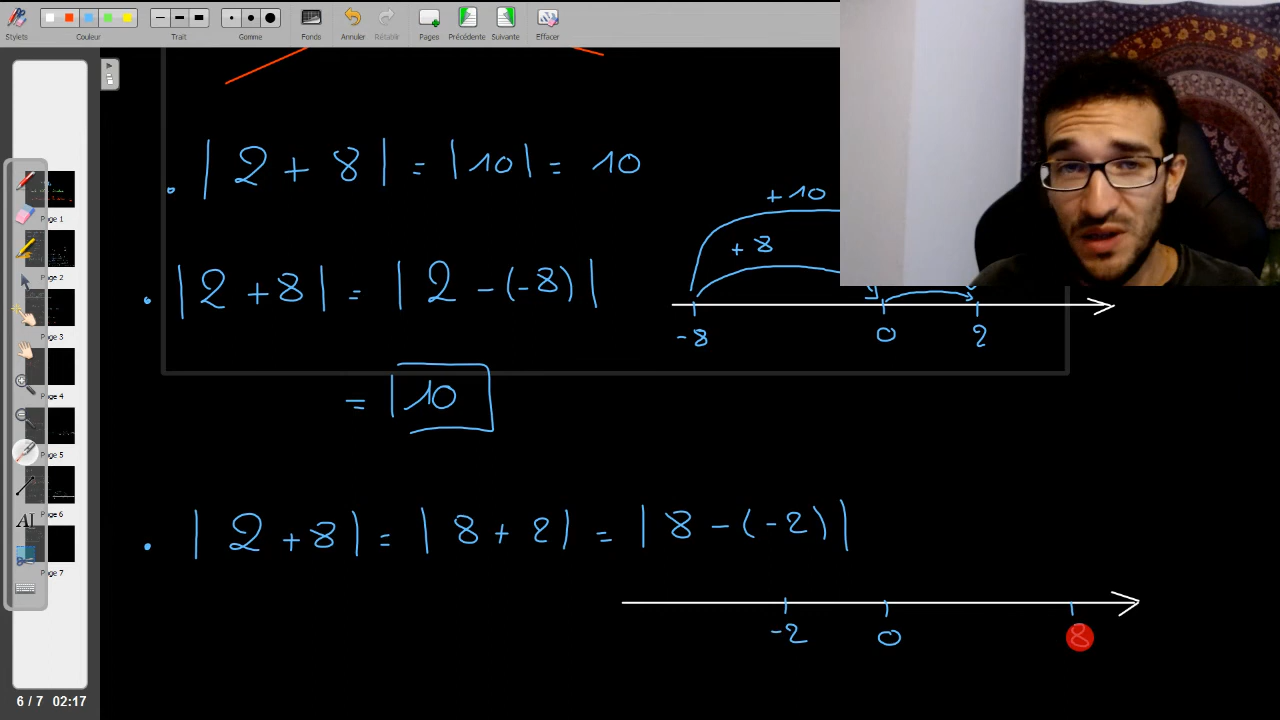 Stylets Couleur Trait Gomme Fonds Annuler Rétablir Pages Précédente Suivante Effacer
. | 2 + 8 | = | 10 | = 10
+ 10
+ 8
. | 2 + 8 | = | 2 - (-8) |
-8 0 2
= | 10
. | 2 + 8 | = | 8 + 2 | = | 8 - (-2) |
-2 0 8
Page 1
Page 2
Page 3
Page 4
Page 5
AI
Page 6
Page 7
6 / 7 02:17